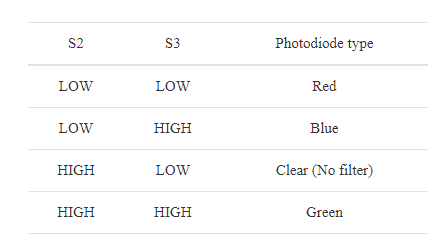 S2 S3 Photodiode type
LOW LOW Red
LOW HIGH Blue
HIGH LOW Clear (No filter)
HIGH HIGH Green